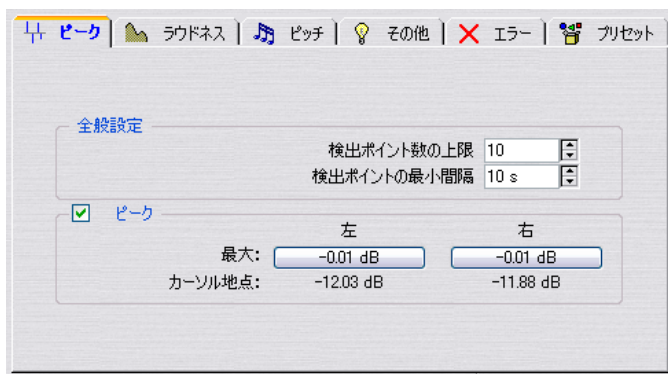 ピーク ラウドネス ピッチ その他 エラー プリセット
全般設定
検出ポイント数の上限 10
検出ポイントの最小間隔 10 s
ピーク
左 右
最大: -0.01 dB -0.01 dB
カーソル地点: -12.03 dB -11.88 dB